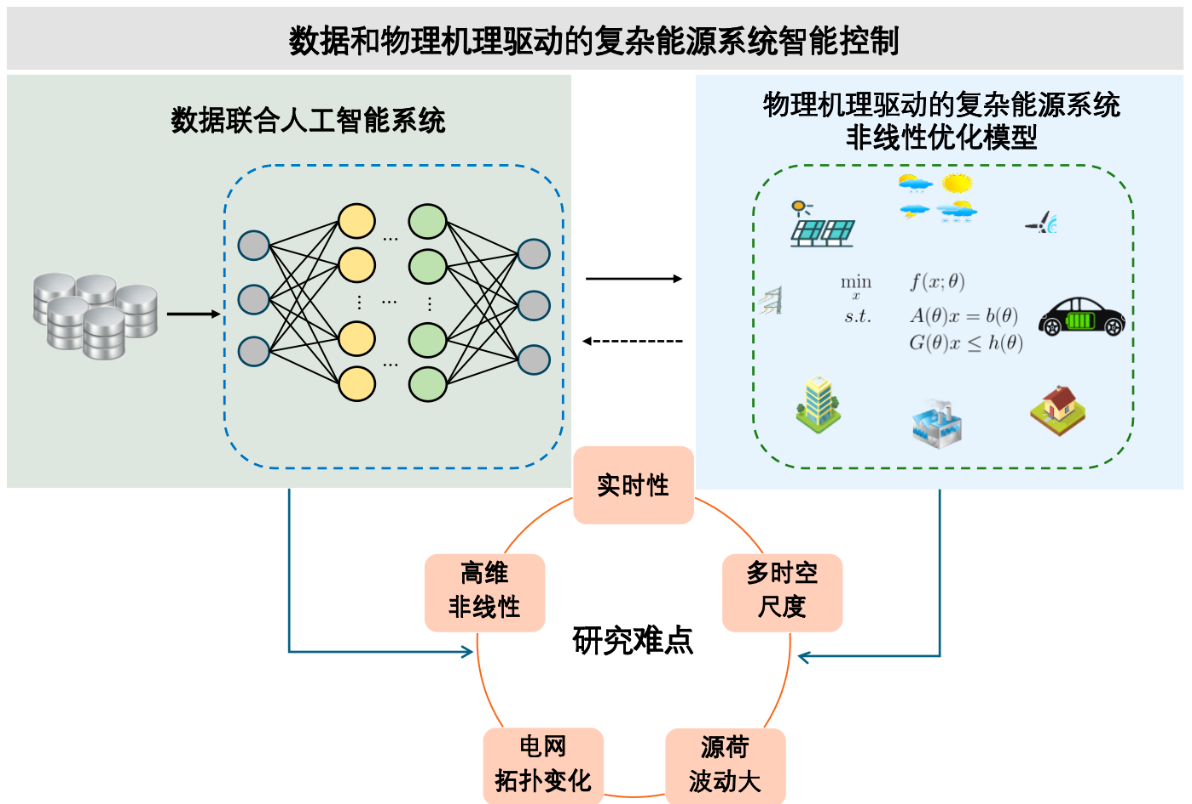 数据和物理机理驱动的复杂能源系统智能控制
数据联合人工智能系统
物理机理驱动的复杂能源系统
非线性优化模型
...
⋮ ... ⋮
...
min f(x;θ)
x
s.t. A(θ)x = b(θ)
G(θ)x ≤ h(θ)
实时性
高维
非线性
多时空
尺度
研究难点
电网
拓扑变化
源荷
波动大